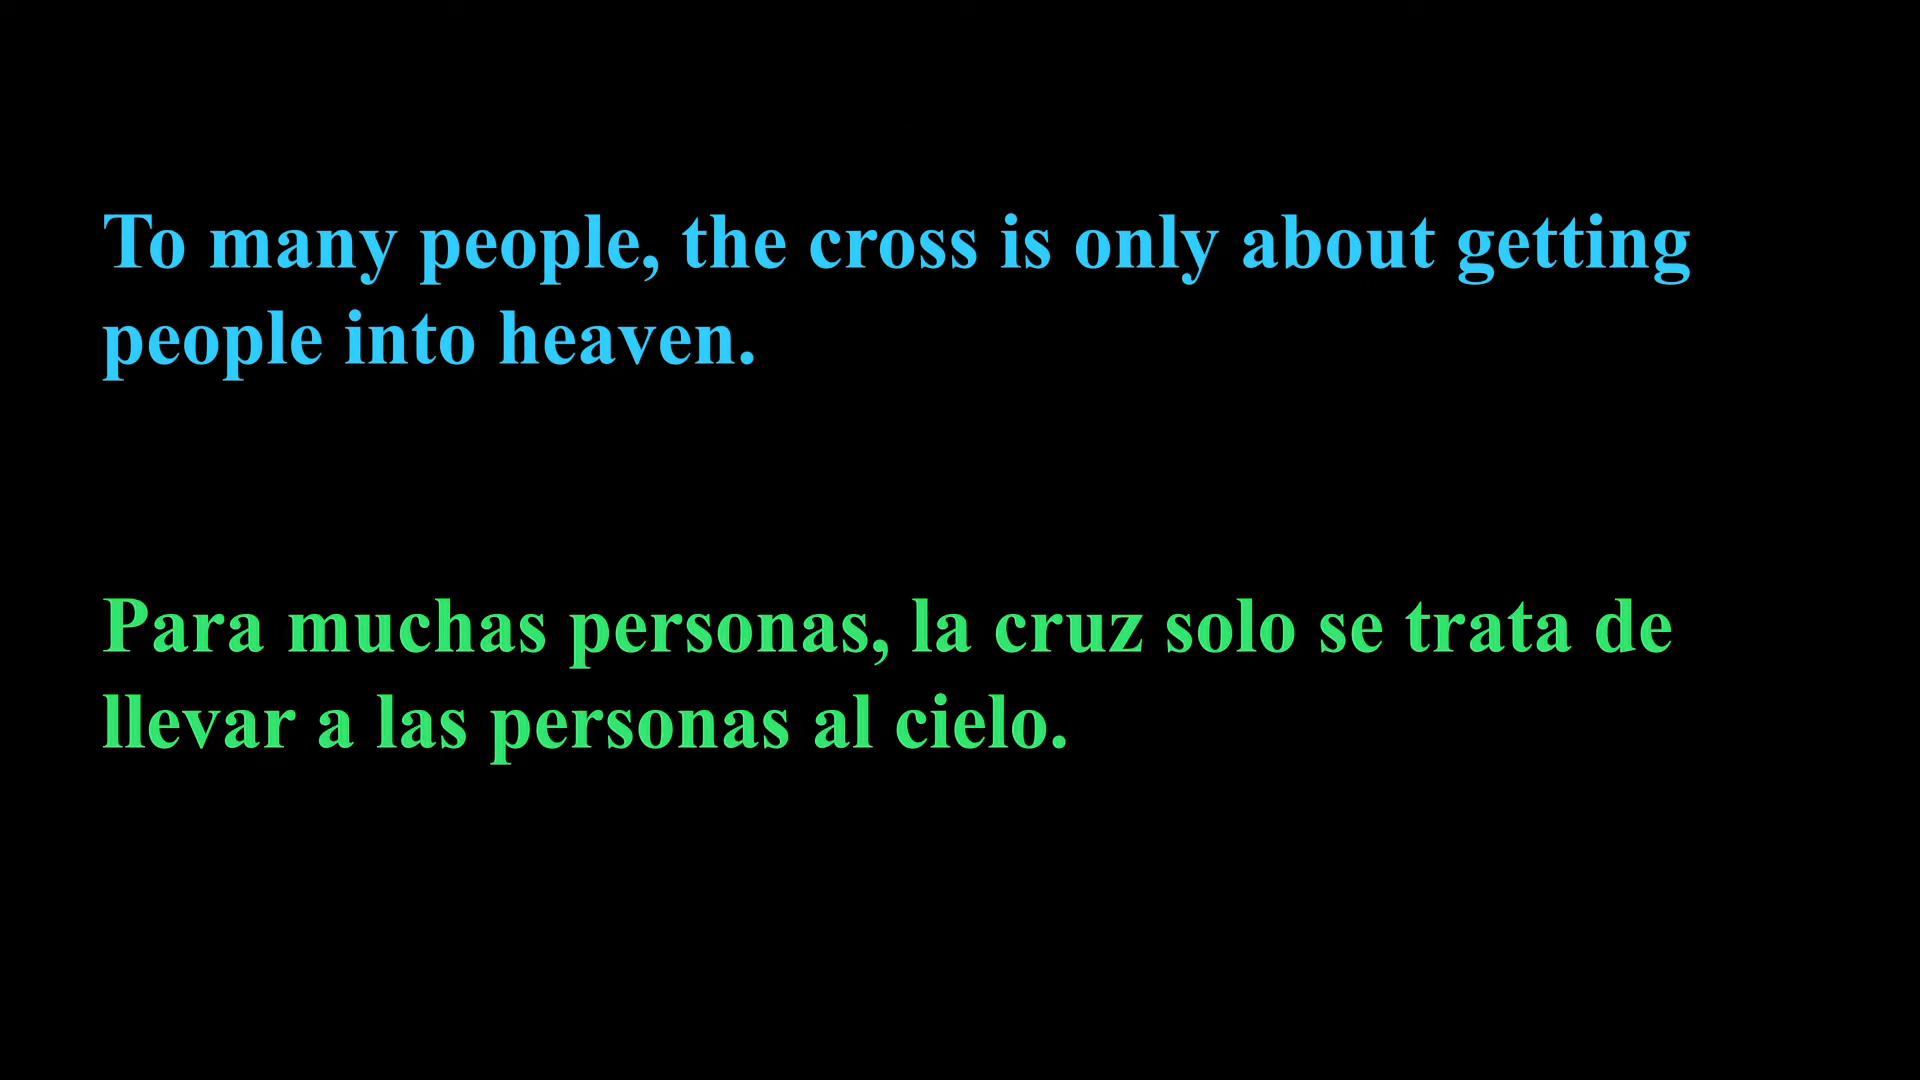 To many people, the cross is only about getting
people into heaven.
Para muchas personas, la cruz solo se trata de
llevar a las personas al cielo.